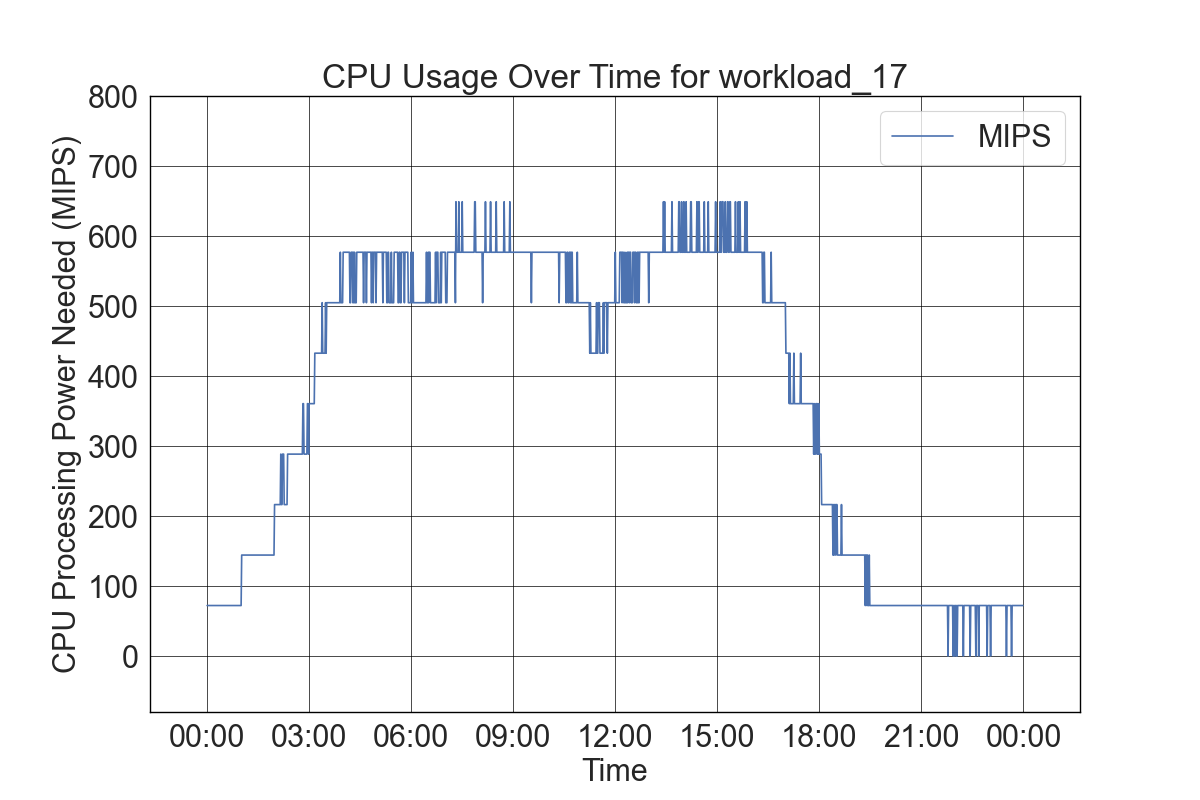 CPU Usage Over Time for workload_17
MIPS
CPU Processing Power Needed (MIPS)
800
700
600
500
400
300
200
100
0
00:00 03:00 06:00 09:00 12:00 15:00 18:00 21:00 00:00
Time